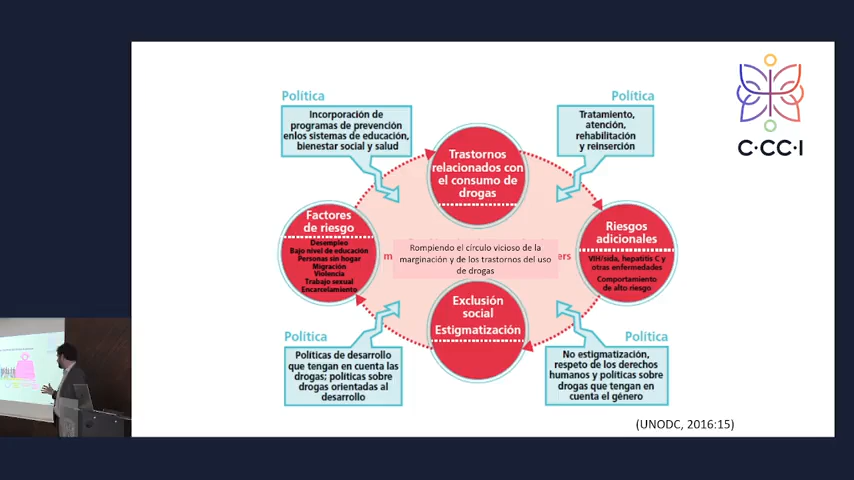 Política
Incorporación de
programas de prevención
enlos sistemas de educación,
bienestar social y salud
Política
Tratamiento,
atención,
rehabilitación
y reinserción
C·CC·I
Trastornos
relacionados con
el consumo de
drogas
Factores
de riesgo
Desempleo
Bajo nivel de educación
Personas sin hogar
Migración
Violencia
Trabajo sexual
Encarcelamiento
m
Rompiendo el círculo vicioso de la
marginación y de los trastornos del uso
de drogas
ers
Riesgos
adicionales
VIH/sida, hepatitis C y
otras enfermedades
Comportamiento
de alto riesgo
Exclusión
social
Estigmatización
Política
Políticas de desarrollo
que tengan en cuenta las
drogas; políticas sobre
drogas orientadas al
desarrollo
Política
No estigmatización,
respeto de los derechos
humanos y políticas sobre
drogas que tengan en
cuenta el género
(UNODC, 2016:15)